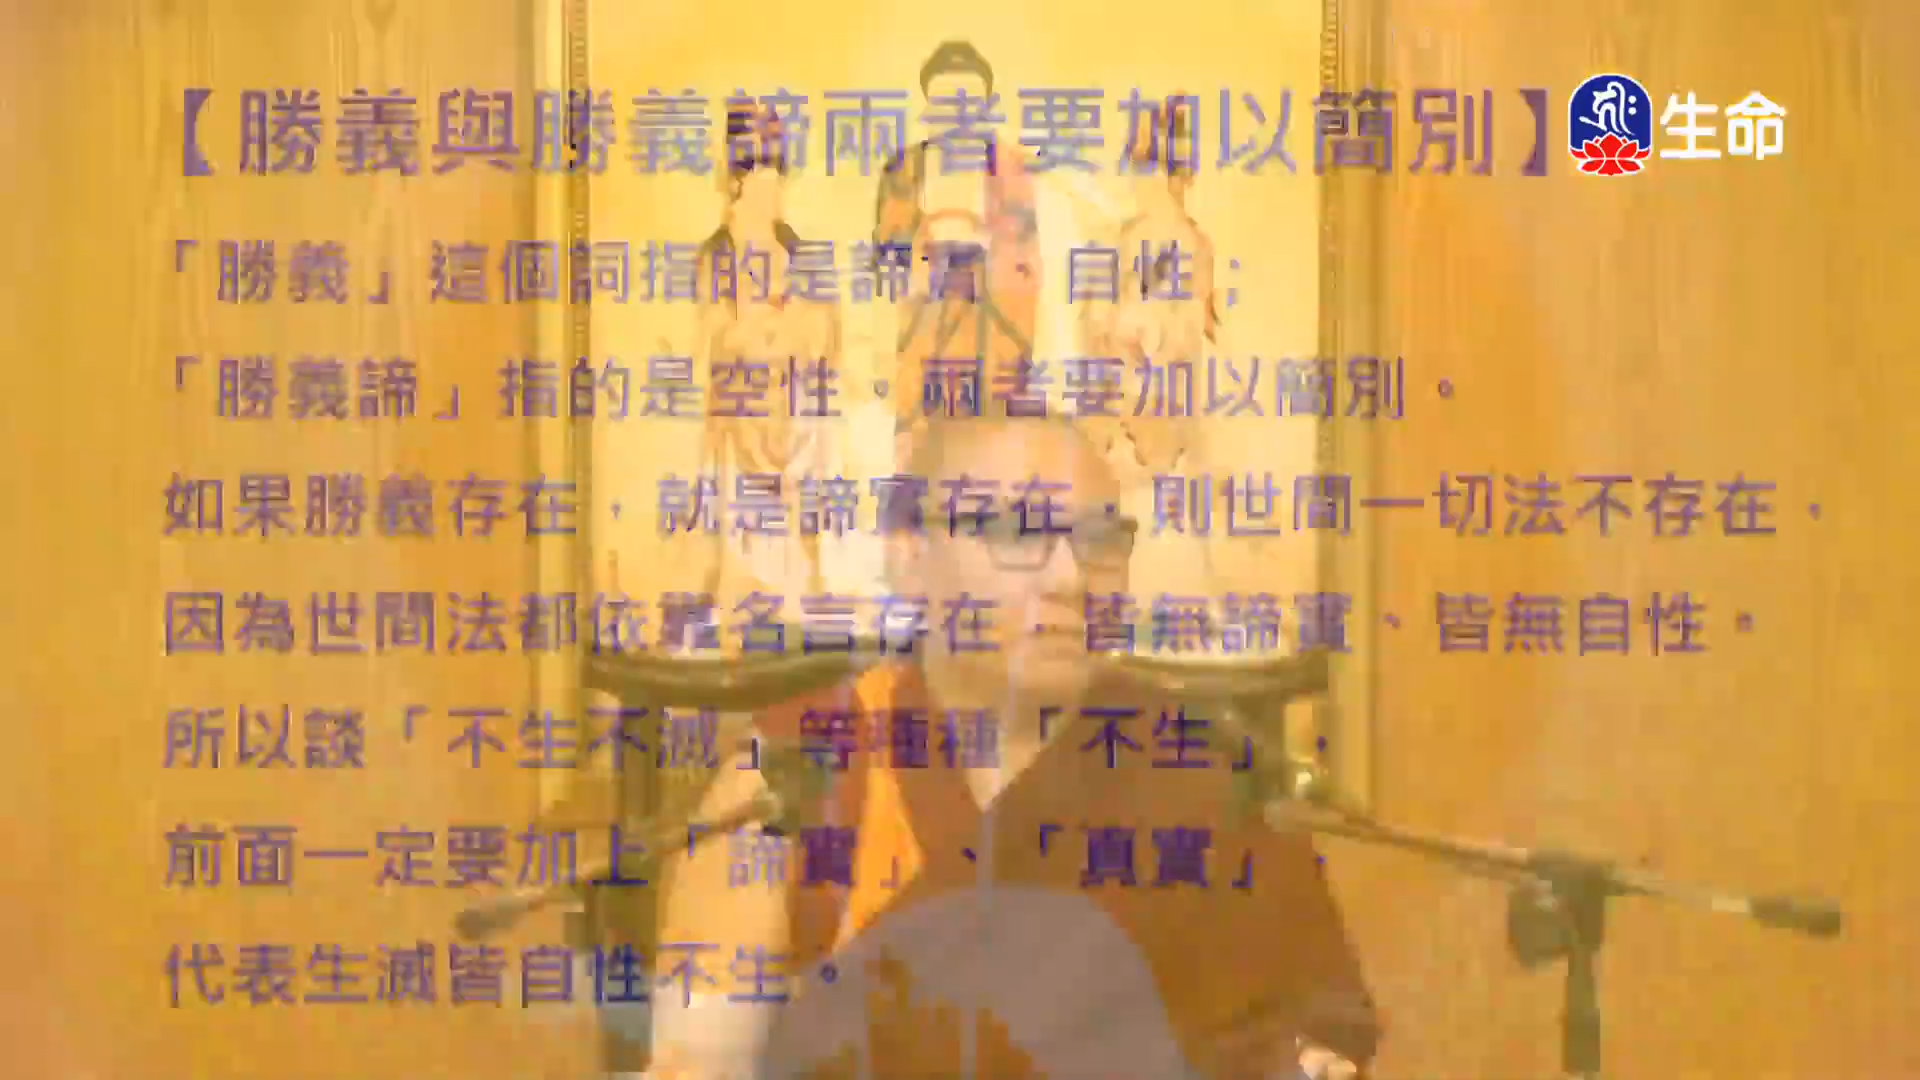 【勝義與勝義諦兩者要加以簡別】
生命
「勝義」這個詞指的是諦實、自性；
「勝義諦」指的是空性。兩者要加以簡別。
如果勝義存在，就是諦實存在，則世間一切法不存在，
因為世間法都依靠名言存在，皆無諦實、皆無自性。
所以談「不生不滅」等種種「不生」，
前面一定要加上「諦實」、「真實」，
代表生滅皆自性不生。